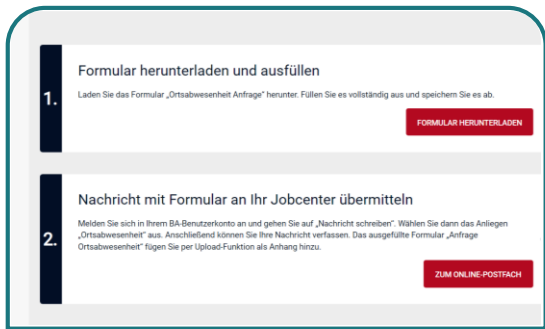 Formular herunterladen und ausfüllen
1.
Laden Sie das Formular „Ortsabwesenheit Anfrage" herunter. Füllen Sie es vollständig aus und speichern Sie es ab.
FORMULAR HERUNTERLADEN
Nachricht mit Formular an Ihr Jobcenter übermitteln
2.
Melden Sie sich in Ihrem BA-Benutzerkonto an und gehen Sie auf „Nachricht schreiben". Wählen Sie dann das Anliegen
„Ortsabwesenheit" aus. Anschließend können Sie Ihre Nachricht verfassen. Das ausgefüllte Formular „Anfrage
Ortsabwesenheit" fügen Sie per Upload-Funktion als Anhang hinzu.
ZUM ONLINE-POSTFACH